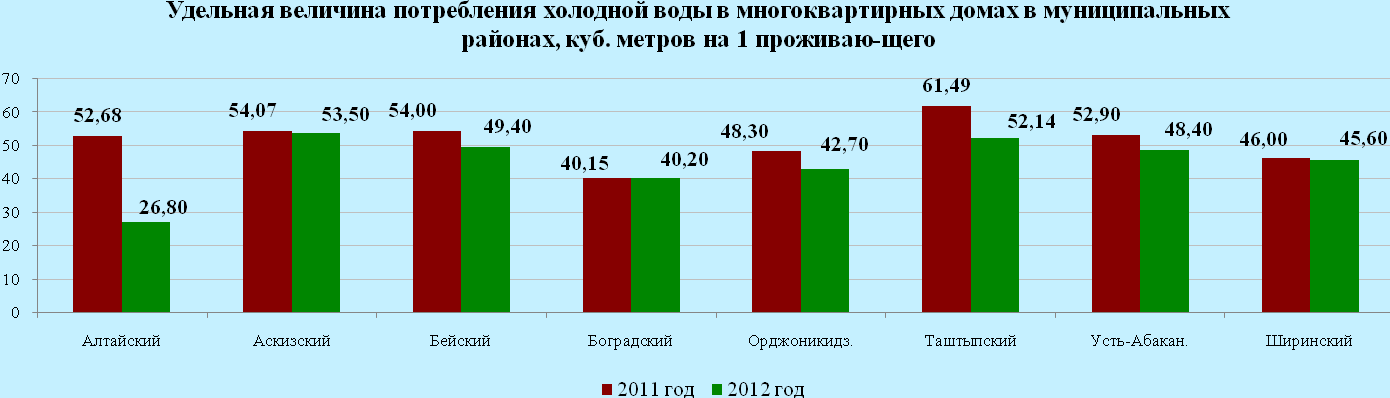 Удельная величина потребления холодной воды в многоквартирных домах в муниципальных
районах, куб. метров на 1 проживаю-щего
70
60
50
40
30
20
10
0
52,68
26,80
54,07
53,50
54,00
49,40
40,15
40,20
48,30
42,70
61,49
52,14
52,90
48,40
46,00
45,60
Алтайский
Аскизский
Бейский
Боградский
Орджоникидз.
Таштыпский
Усть-Абакан.
Ширинский
2011 год
2012 год